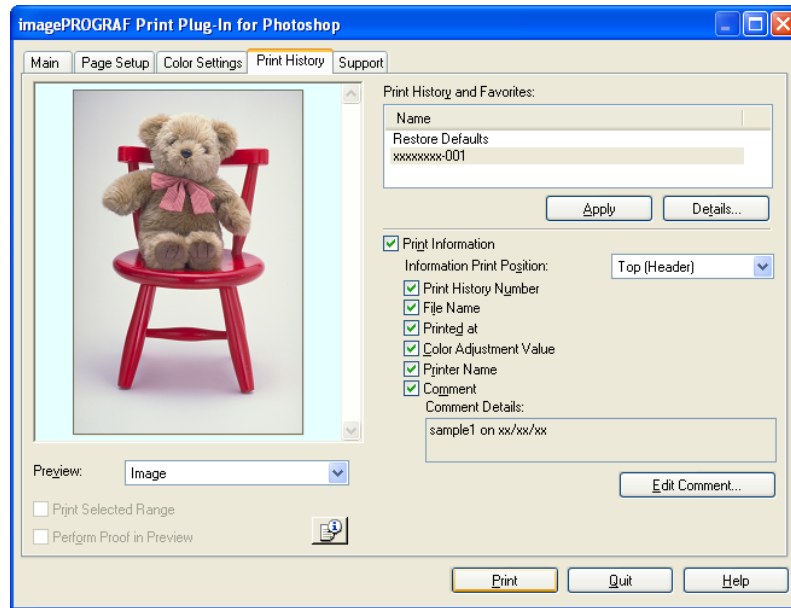 imagePROGRAF Print Plug-In for Photoshop
Main Page Setup Color Settings Print History Support
Print History and Favorites:
Name
Restore Defaults
xxxxxxxx-001
Apply Details...
Print Information
Information Print Position: Top (Header)
Print History Number
File Name
Printed at
Color Adjustment Value
Printer Name
Comment
Comment Details:
sample1 on xx/xx/xx
Edit Comment...
Preview: Image
Print Selected Range
Perform Proof in Preview
Print Quit Help